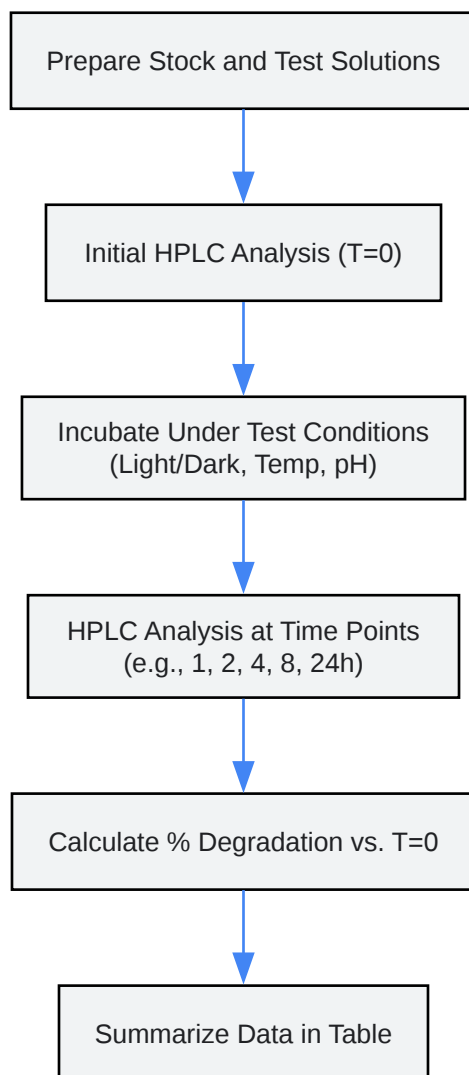 Prepare Stock and Test Solutions
Initial HPLC Analysis (T=0)
Incubate Under Test Conditions
(Light/Dark, Temp, pH)
HPLC Analysis at Time Points
(e.g., 1, 2, 4, 8, 24h)
Calculate % Degradation vs. T=0
Summarize Data in Table